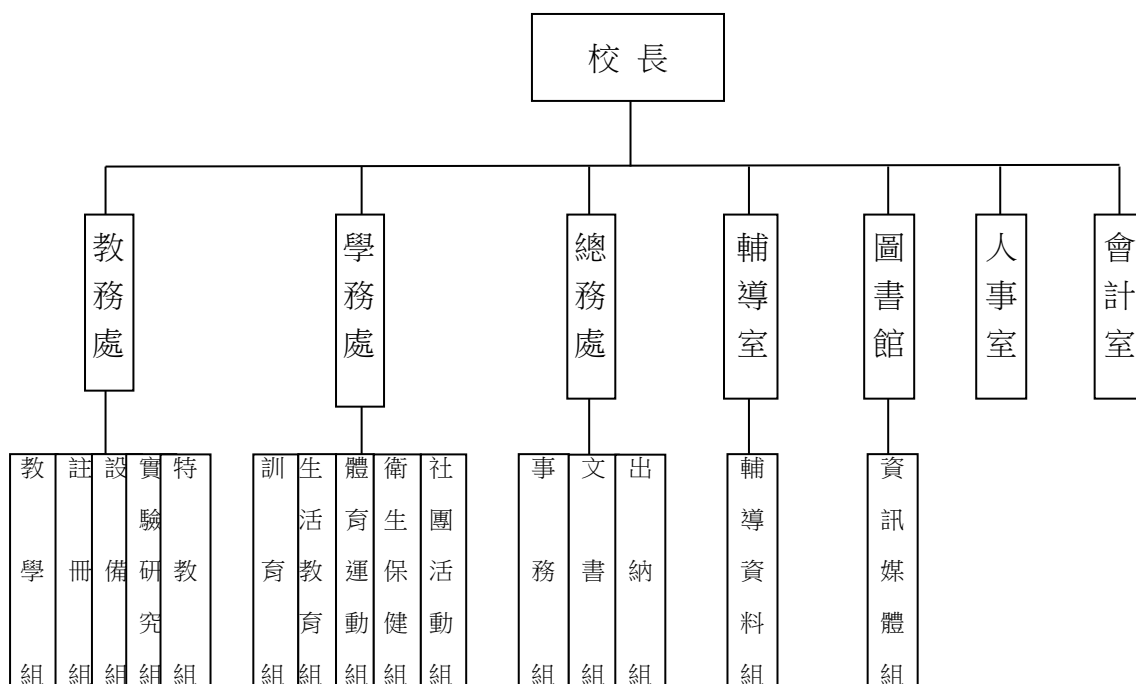 校 長
教務處
學務處
總務處
輔導室
圖書館
人事室
會計室
教學組
註冊組
設備組
實驗研究組
特教組
訓育組
生活教育組
體育運動組
衛生保健組
社團活動組
事務組
文書組
出納組
輔導資料組
資訊媒體組